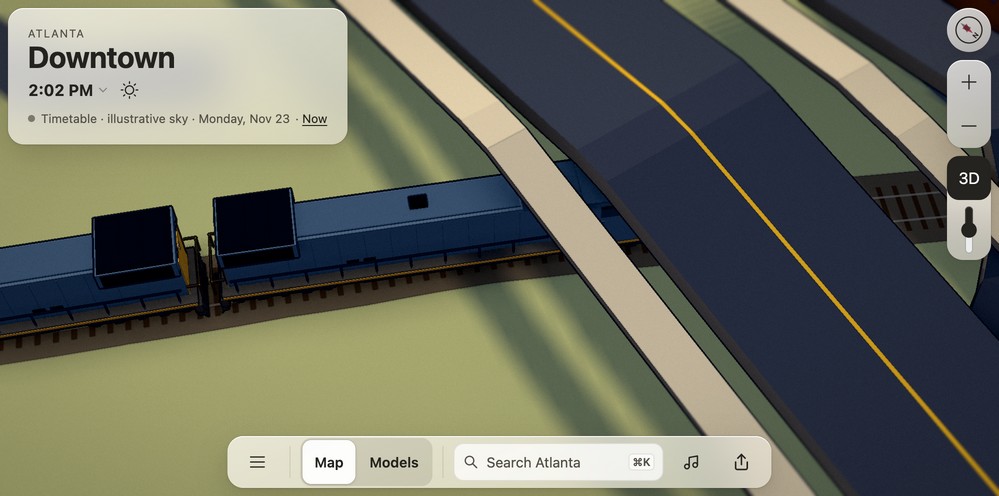 ATLANTA
Downtown
2:02 PM
Timetable · illustrative sky · Monday, Nov 23 · Now
N
+
−
3D
Map
Models
Search Atlanta
⌘K